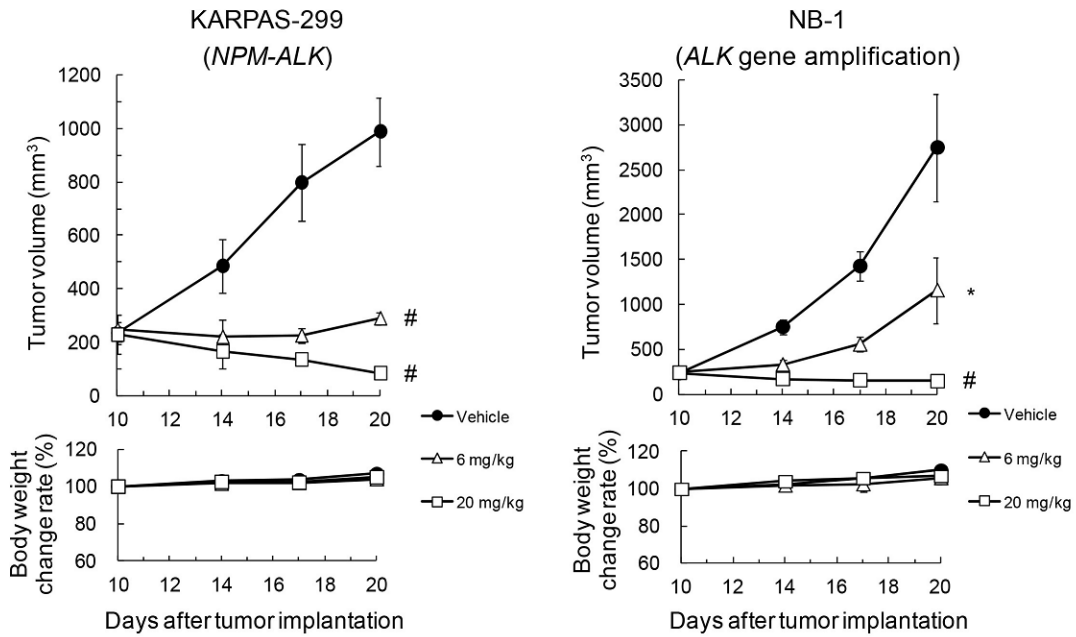 KARPAS-299
(NPM-ALK)
Tumor volume (mm³)
1200
1000
800
600
400
200
0
#
#
10 12 14 16 18 20
Vehicle
6 mg/kg
20 mg/kg
Body weight
change rate (%)
120
100
80
60
10 12 14 16 18 20
Days after tumor implantation
NB-1
(ALK gene amplification)
Tumor volume (mm³)
3500
3000
2500
2000
1500
1000
500
0
*
#
10 12 14 16 18 20
Vehicle
6 mg/kg
20 mg/kg
Body weight
change rate (%)
120
100
80
60
10 12 14 16 18 20
Days after tumor implantation